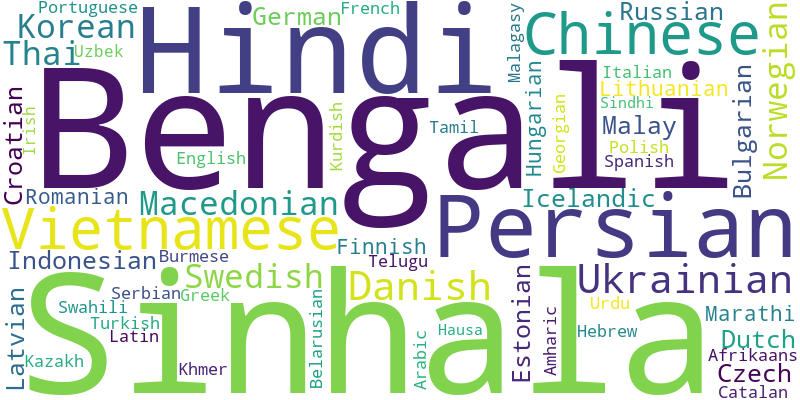 Portuguese
Korean
Thai
Uzbek
Hindi
German
French
Malagasy
Chinese
Russian
Norwegian
Croatian
Irish
Bengali
English
Kurdish
Tamil
Hungarian
Georgian
Italian
Lithuanian
Sindhi
Malay
Polish
Spanish
Bulgarian
Romanian
Macedonian
Vietnamese
Finnish
Persian
Icelandic
Indonesian
Burmese
Telugu
Ukrainian
Latvian
Sinhala
Swedish
Serbian
Greek
Swahili
Turkish
Latin
Kazakh
Khmer
Belarusian
Danish
Arabic
Hausa
Estonian
Amharic
Urdu
Hebrew
Marathi
Dutch
Afrikaans
Czech
Catalan